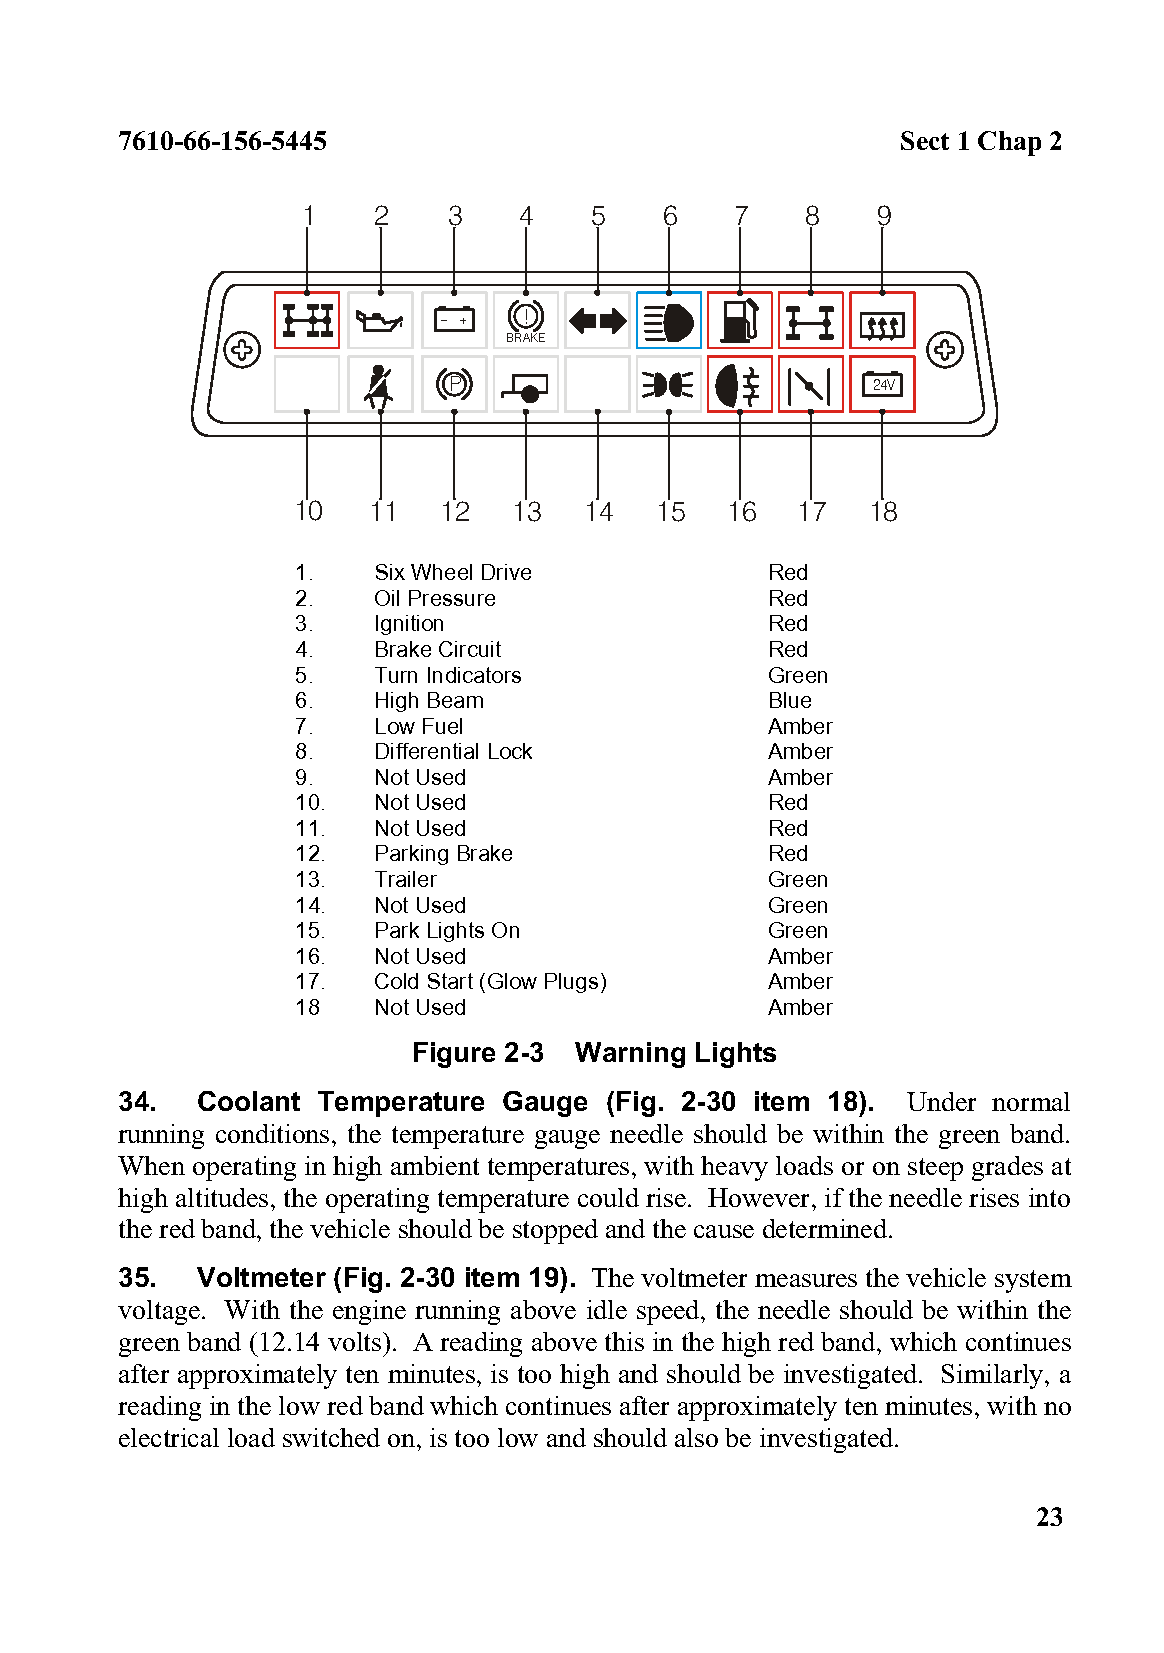 7610-66-156-5445 Sect 1 Chap 2
1 2 3 4 5 6 7 8 9
- + ! BRAKE
P 24V
10 11 12 13 14 15 16 17 18
1. Six Wheel Drive Red
2. Oil Pressure Red
3. Ignition Red
4. Brake Circuit Red
5. Turn Indicators Green
6. High Beam Blue
7. Low Fuel Amber
8. Differential Lock Amber
9. Not Used Amber
10. Not Used Red
11. Not Used Red
12. Parking Brake Red
13. Trailer Green
14. Not Used Green
15. Park Lights On Green
16. Not Used Amber
17. Cold Start (Glow Plugs) Amber
18 Not Used Amber
Figure 2-3 Warning Lights
34. Coolant Temperature Gauge (Fig. 2-30 item 18). Under normal
running conditions, the temperature gauge needle should be within the green band.
When operating in high ambient temperatures, with heavy loads or on steep grades at
high altitudes, the operating temperature could rise. However, if the needle rises into
the red band, the vehicle should be stopped and the cause determined.
35. Voltmeter (Fig. 2-30 item 19). The voltmeter measures the vehicle system
voltage. With the engine running above idle speed, the needle should be within the
green band (12.14 volts). A reading above this in the high red band, which continues
after approximately ten minutes, is too high and should be investigated. Similarly, a
reading in the low red band which continues after approximately ten minutes, with no
electrical load switched on, is too low and should also be investigated.
23